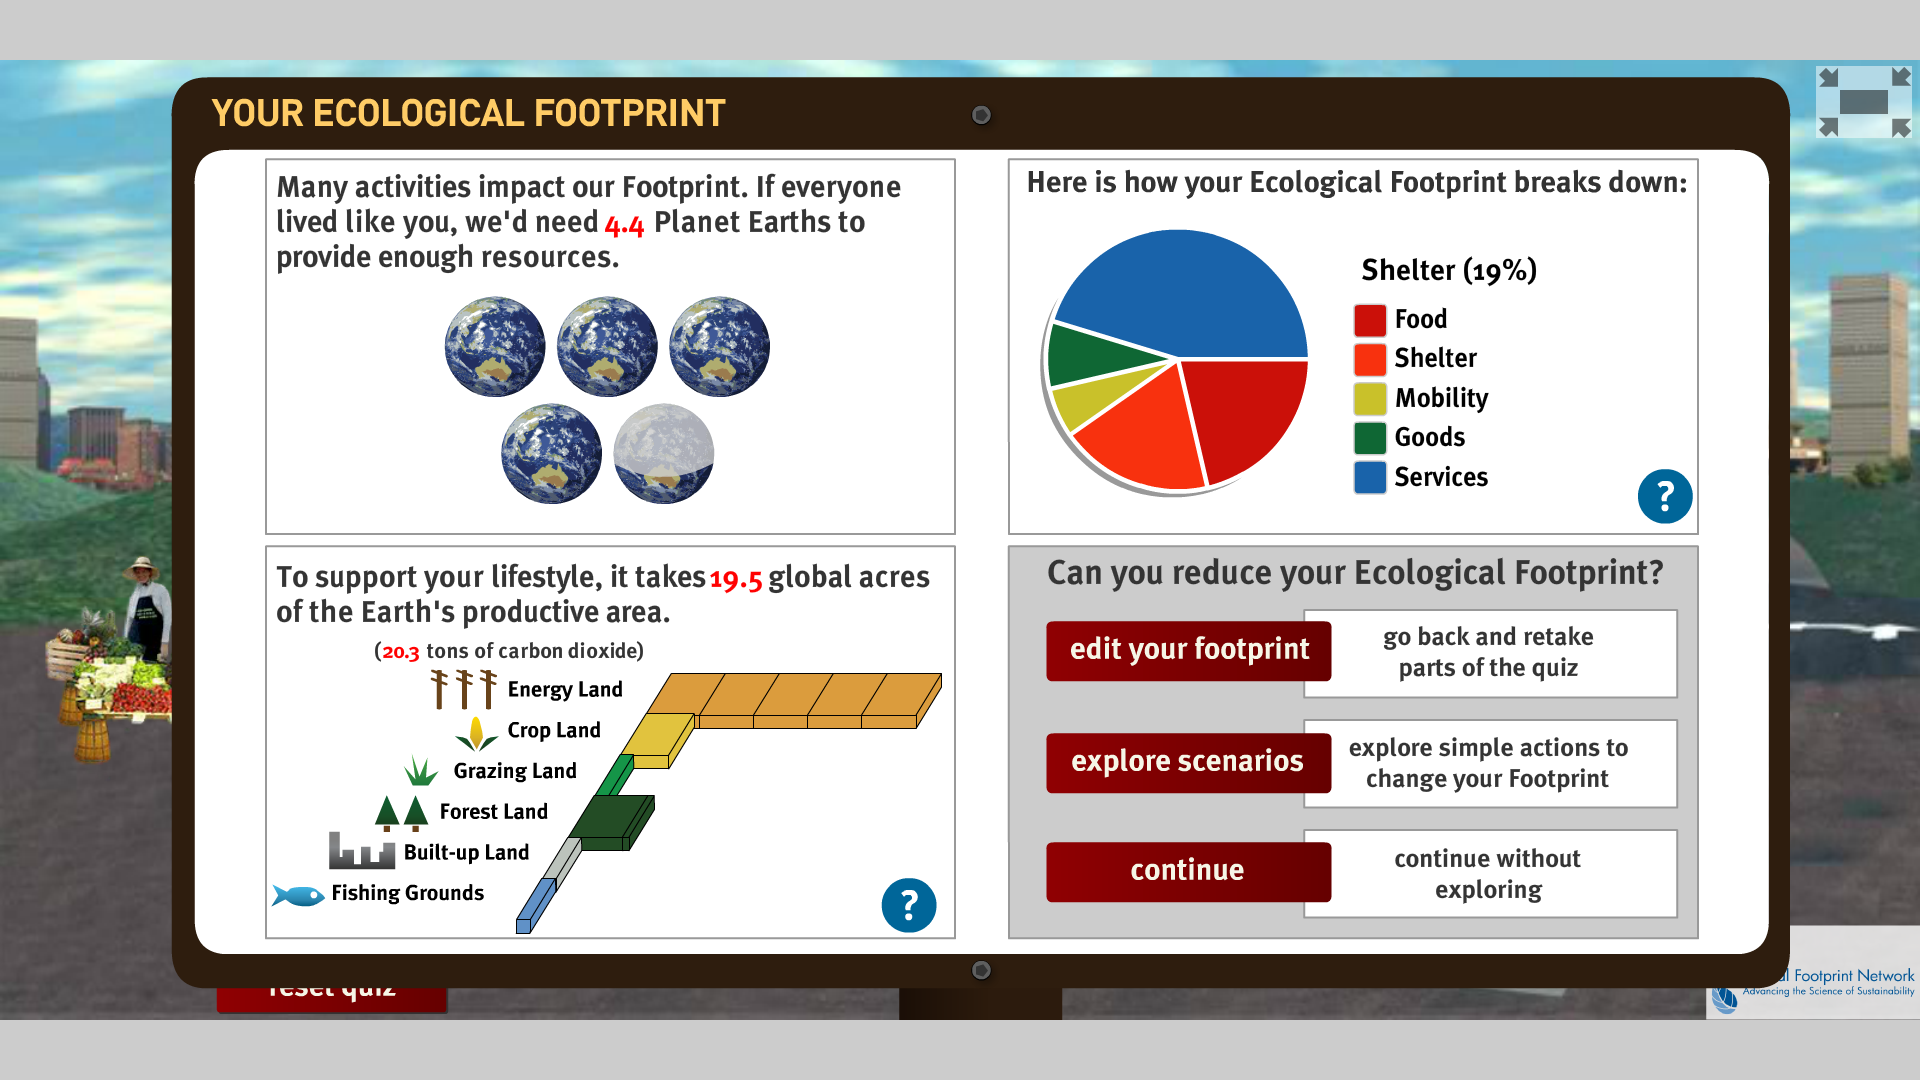 YOUR ECOLOGICAL FOOTPRINT
Many activities impact our Footprint. If everyone
lived like you, we'd need 4.4 Planet Earths to
provide enough resources.
Here is how your Ecological Footprint breaks down:
Shelter (19%)
Food
Shelter
Mobility
Goods
Services
?
To support your lifestyle, it takes 19.5 global acres
of the Earth's productive area.
(20.3 tons of carbon dioxide)
Energy Land
Crop Land
Grazing Land
Forest Land
Built-up Land
Fishing Grounds
?
Can you reduce your Ecological Footprint?
edit your footprint
go back and retake
parts of the quiz
explore scenarios
explore simple actions to
change your Footprint
continue
continue without
exploring
reset quiz
Footprint Network
Advancing the Science of Sustainability